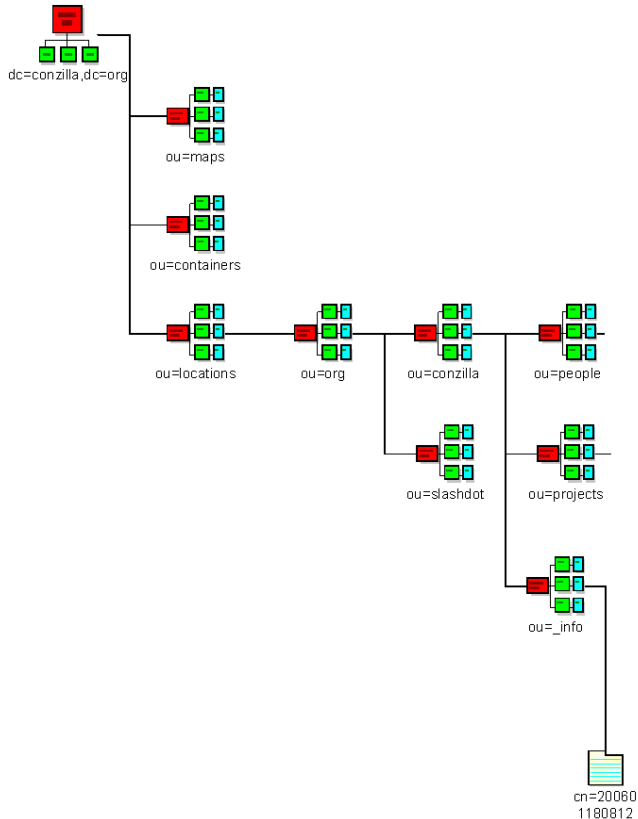 dc=conzilla,dc=org
ou=maps
ou=containers
ou=locations
ou=org
ou=conzilla
ou=people
ou=slashdot
ou=projects
ou=_info
cn=20060
1180812